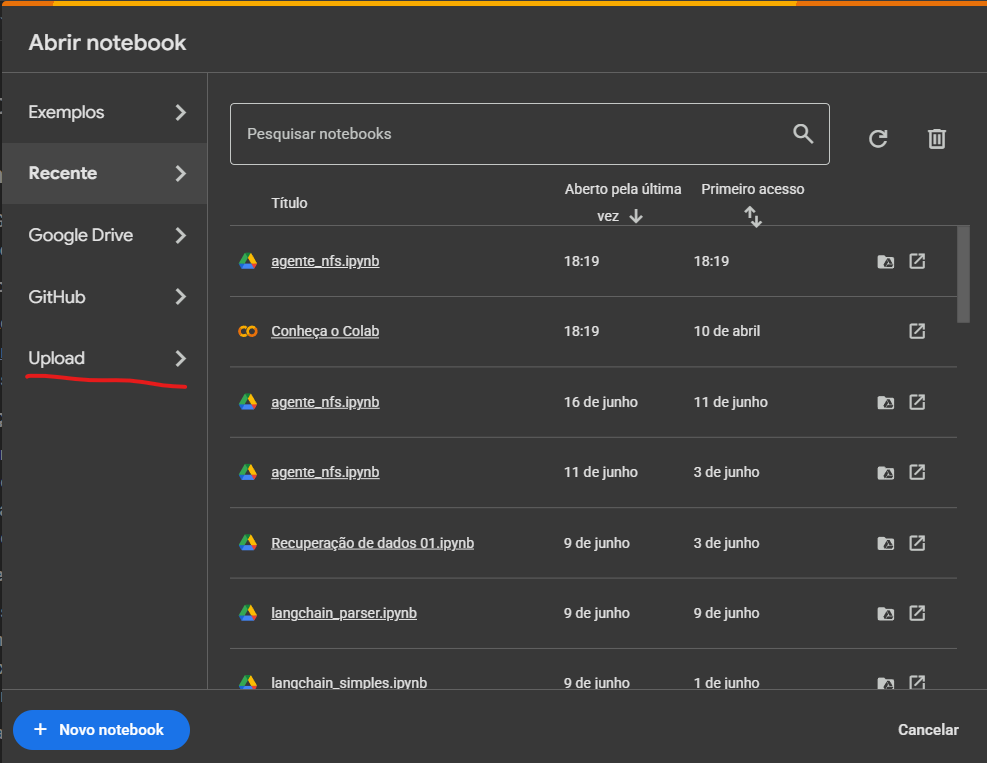 Abrir notebook
Exemplos
Recente
Google Drive
GitHub
Upload
Pesquisar notebooks
Título
Aberto pela última
vez
Primeiro acesso
agente_nfs.ipynb 18:19 18:19
Conheça o Colab 18:19 10 de abril
agente_nfs.ipynb 16 de junho 11 de junho
agente_nfs.ipynb 11 de junho 3 de junho
Recuperação de dados 01.ipynb 9 de junho 3 de junho
langchain_parser.ipynb 9 de junho 9 de junho
langchain_simples.ipynb 9 de junho 1 de junho
+ Novo notebook
Cancelar